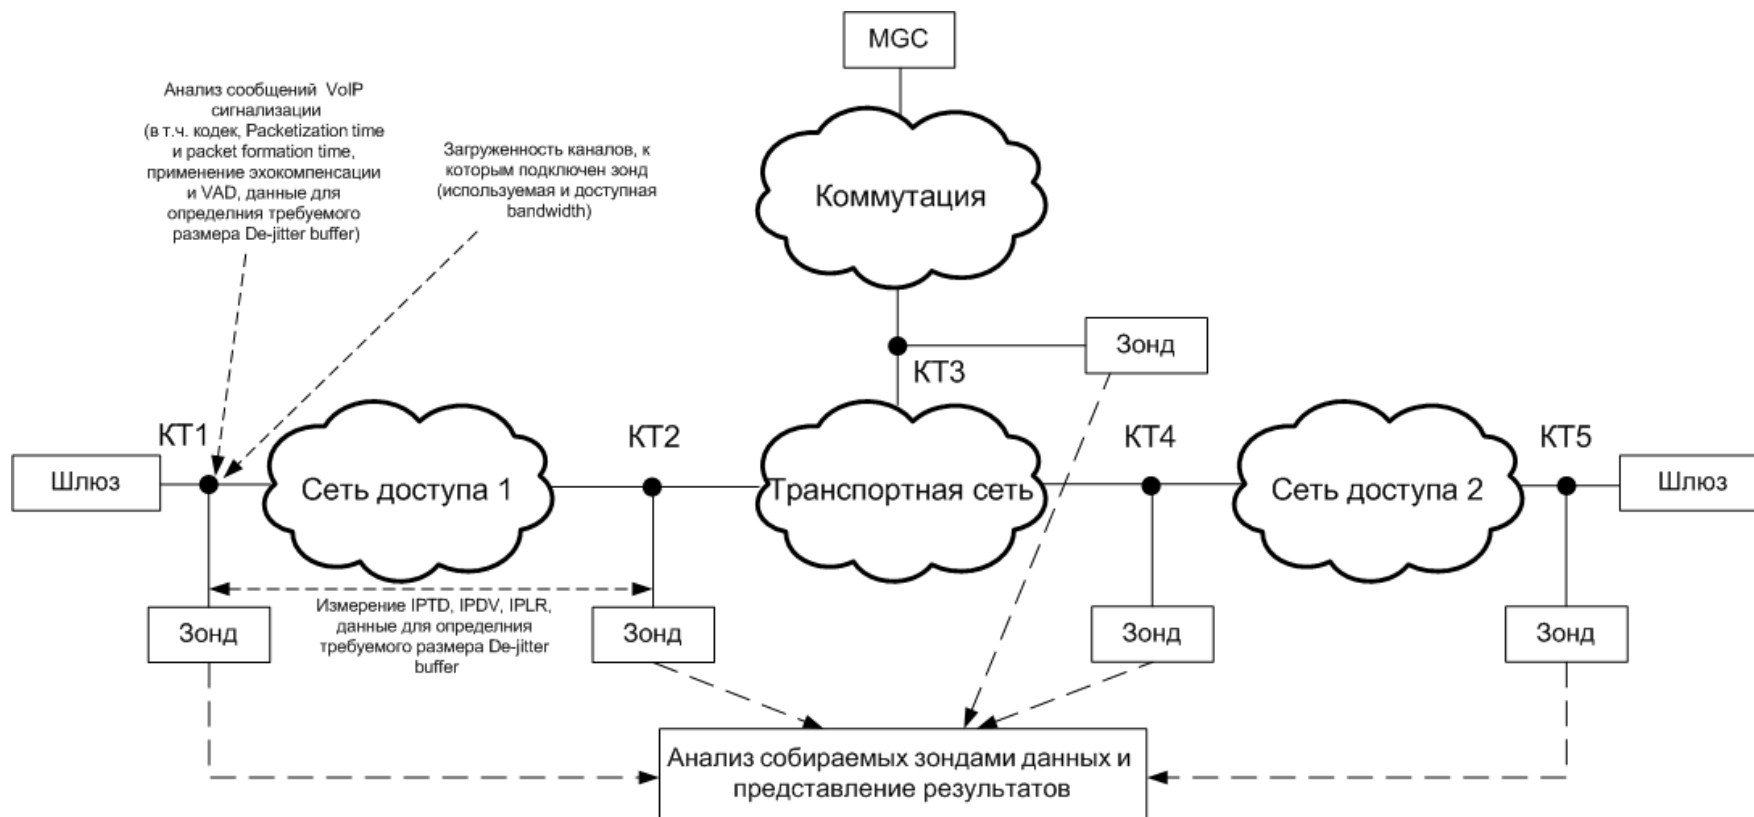 MGC
Анализ сообщений VoIP
сигнализации
(в т.ч. кодек, Packetization time
и packet formation time,
применение эхокомпенсации
и VAD, данные для
определния требуемого
размера De-jitter buffer)
Загруженность каналов, к
которым подключен зонд
(используемая и доступная
bandwidth)
Коммутация
Зонд
КТ3
КТ1
КТ2
КТ4
КТ5
Шлюз
Сеть доступа 1
Транспортная сеть
Сеть доступа 2
Шлюз
Измерение IPTD, IPDV, IPLR,
данные для определния
требуемого размера De-jitter
buffer
Зонд
Зонд
Зонд
Зонд
Анализ собираемых зондами данных и
представление результатов